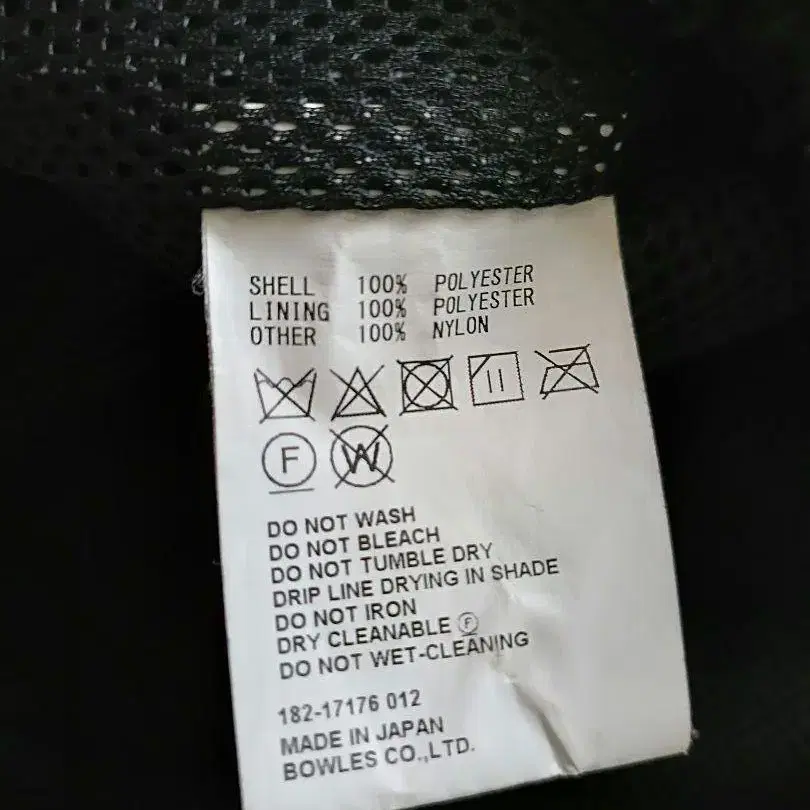 SHELL 100% POLYESTER
LINING 100% POLYESTER
OTHER 100% NYLON
F W
DO NOT WASH
DO NOT BLEACH
DO NOT TUMBLE DRY
DRIP LINE DRYING IN SHADE
DO NOT IRON
DRY CLEANABLE Ⓕ
DO NOT WET-CLEANING
182-17176 012
MADE IN JAPAN
BOWLES CO.,LTD.